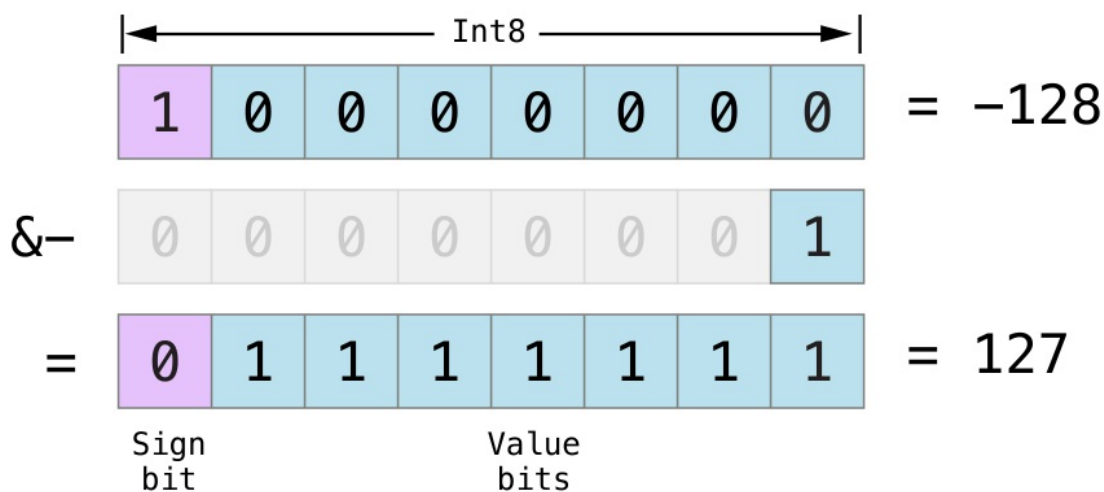 Int8
1 0 0 0 0 0 0 0 = -128
&- 0 0 0 0 0 0 0 1
= 0 1 1 1 1 1 1 1 = 127
Sign bit
Value bits